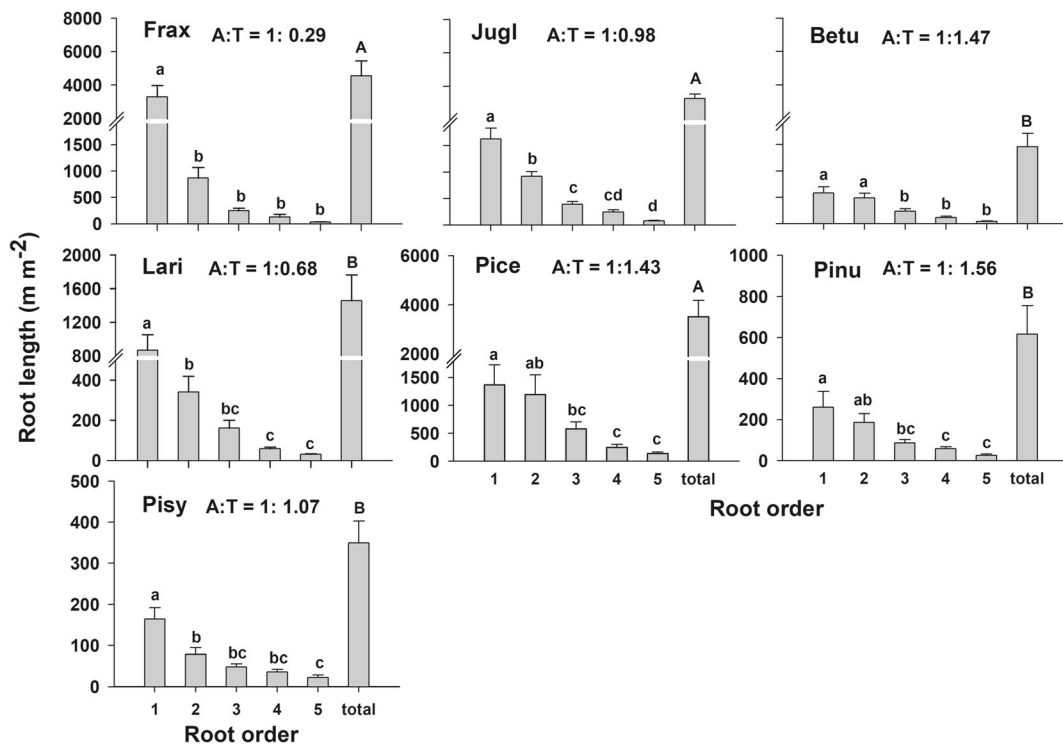 Root length (m m⁻²)
Frax A:T = 1: 0.29
8000
6000
4000
2000
1000
500
0
a b b b b A
Jugl A:T = 1:0.98
a b c cd d A
Betu A:T = 1:1.47
a a b b b B
Lari A:T = 1:0.68
2000
1600
1200
800
400
200
0
a b bc c c B
Pice A:T = 1:1.43
6000
4000
2000
1500
1000
500
0
a ab bc c c A
1 2 3 4 5 total
Pinu A:T = 1: 1.56
1000
800
600
400
200
0
a ab bc c c B
1 2 3 4 5 total
Root order
Pisy A:T = 1: 1.07
500
400
300
200
100
0
a b bc bc c B
1 2 3 4 5 total
Root order